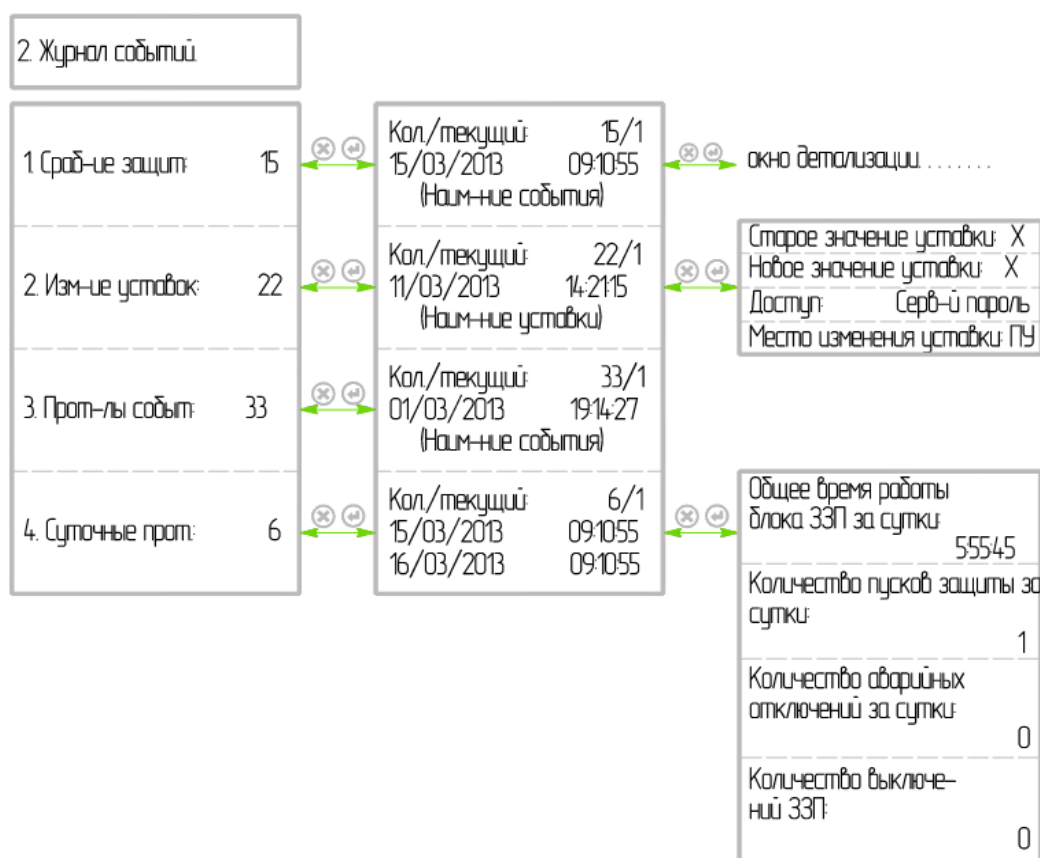 2. Журнал событий.
1. Сраб-ие защит: 15
2. Изм-ие уставок: 22
3. Прот-лы событ: 33
4. Суточные прот.: 6
Кол./текущий: 15/1
15/03/2013 09:10:55
(Наим-ние события)
Кол./текущий: 22/1
11/03/2013 14:21:15
(Наим-ние уставки)
Кол./текущий: 33/1
01/03/2013 19:14:27
(Наим-ние события)
Кол./текущий: 6/1
15/03/2013 09:10:55
16/03/2013 09:10:55
окно детализации........
Старое значение уставки: X
Новое значение уставки: X
Доступ: Серв-й пароль
Место изменения уставки: ПУ
Общее время работы
блока ЗЗП за сутки:
5:55:45
Количество пусков защиты за
сутки:
1
Количество аварийных
отключений за сутки:
0
Количество выключе-
ний ЗЗП:
0